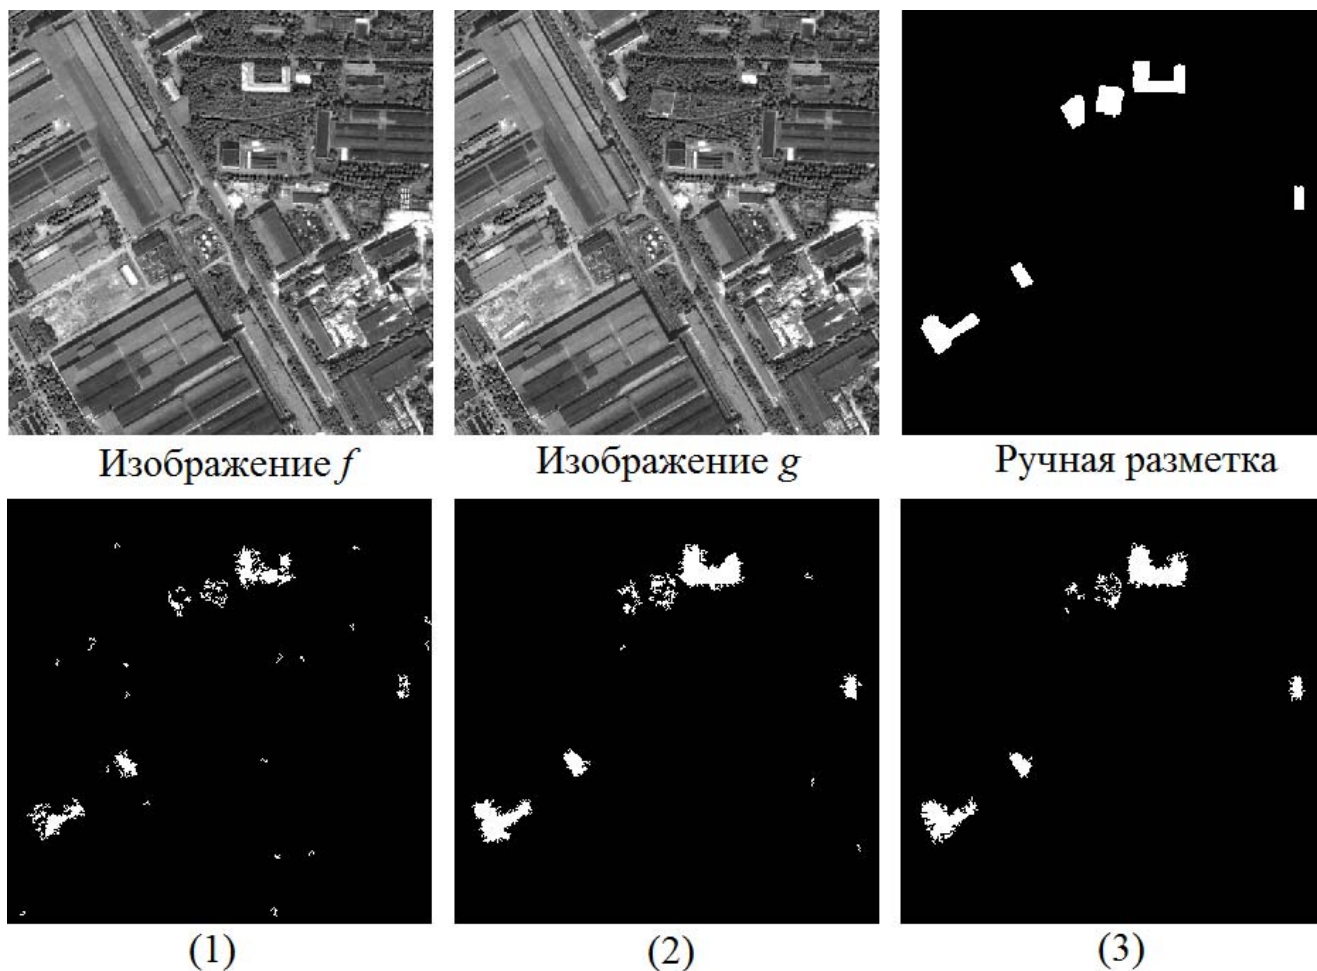 Изображение f
Изображение g
Ручная разметка
(1)
(2)
(3)